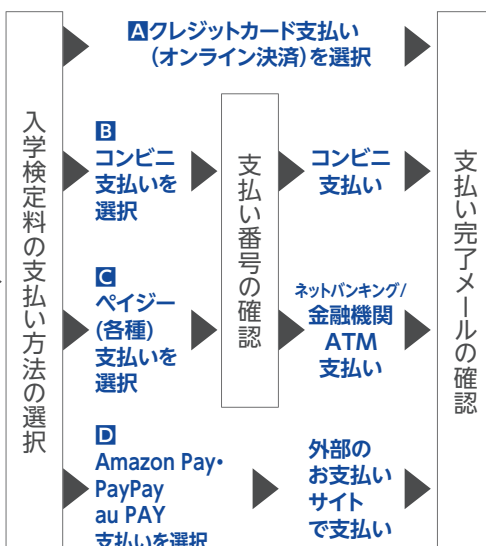 入学検定料の支払い方法の選択
Aクレジットカード支払い
(オンライン決済)を選択
B
コンビニ
支払いを
選択
C
ペイジー
(各種)
支払いを
選択
D
Amazon Pay・
PayPay
au PAY
支払いを選択
支払い番号の確認
コンビニ
支払い
ネットバンキング/
金融機関
ATM
支払い
外部の
お支払い
サイト
で支払い
支払い完了メールの確認